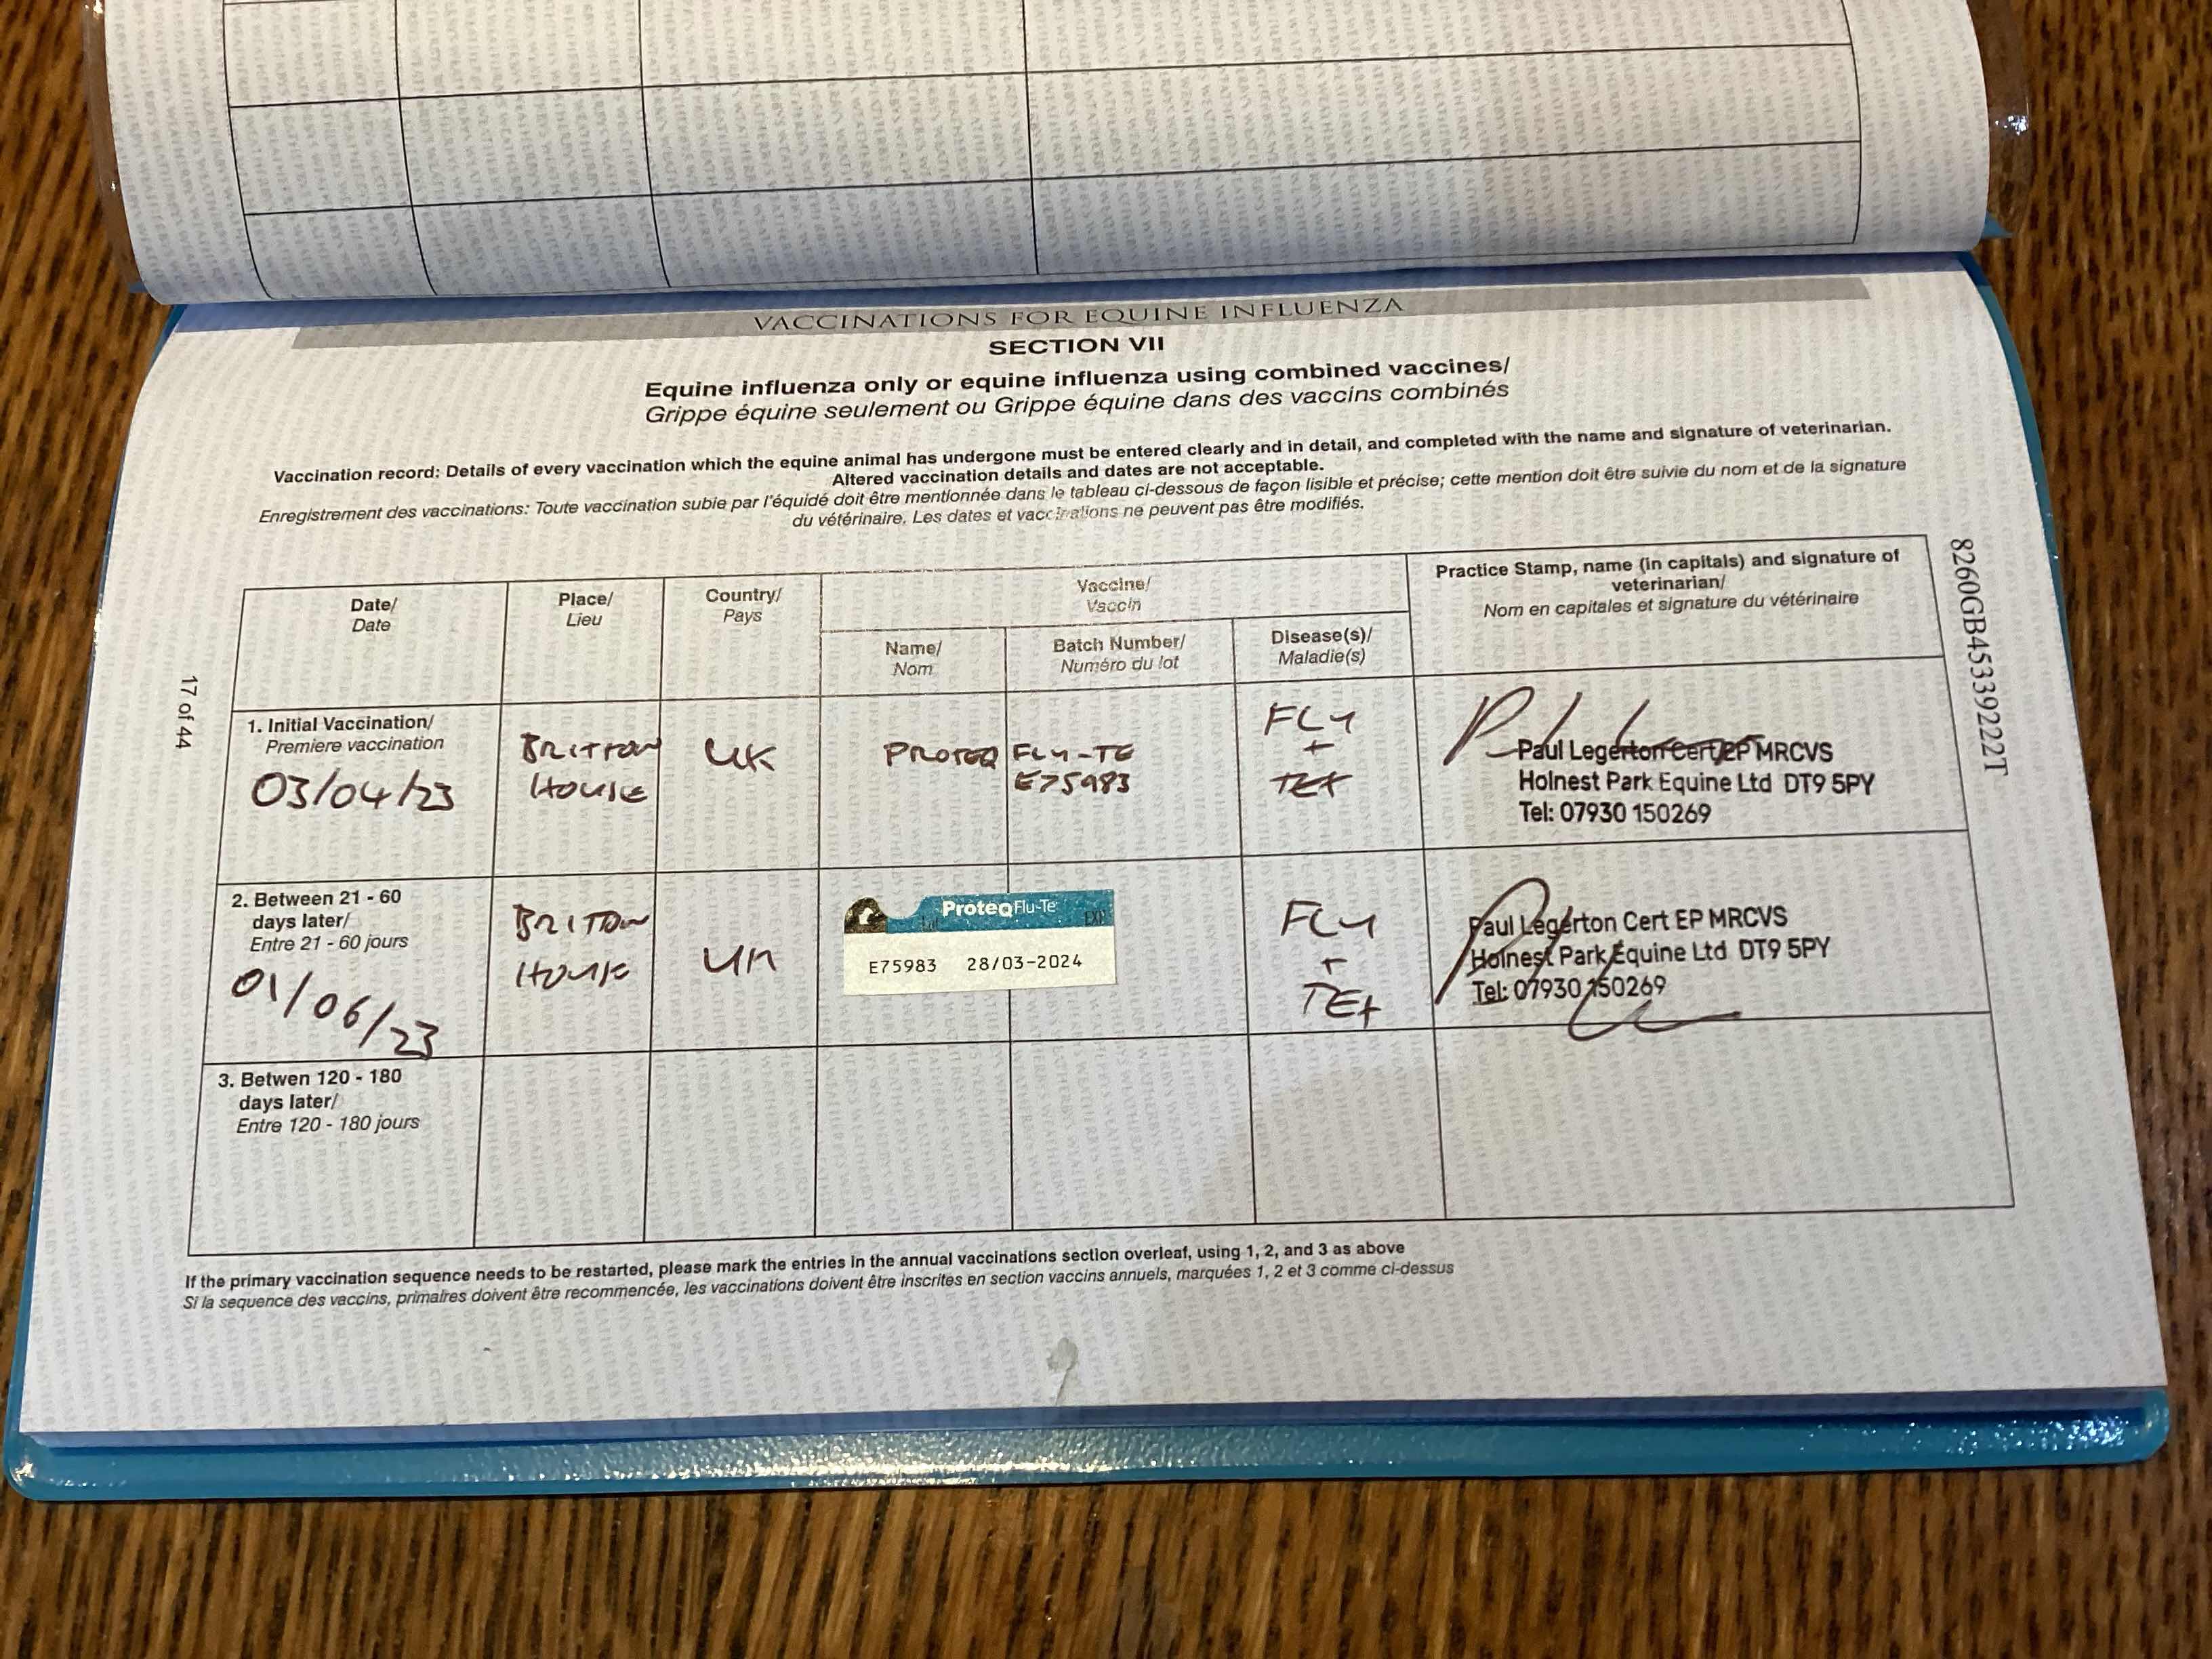 VACCINATIONS FOR EQUINE INFLUENZA
SECTION VII
Equine influenza only or equine influenza using combined vaccines/
Grippe équine seulement ou Grippe équine dans des vaccins combinés
Vaccination record: Details of every vaccination which the equine animal has undergone must be entered clearly and in detail, and completed with the name and signature of veterinarian.
Altered vaccination details and dates are not acceptable.
Enregistrement des vaccinations: Toute vaccination subie par l'équidé doit être mentionnée dans le tableau ci-dessous de façon lisible et précise; cette mention doit être suivie du nom et de la signature
du vétérinaire. Les dates et vaccinations ne peuvent pas être modifiés.
Date/
Date
Place/
Lieu
Country/
Pays
Vaccine/
Vaccin
Name/
Nom
Batch Number/
Numéro du lot
Disease(s)/
Maladie(s)
Practice Stamp, name (in capitals) and signature of
veterinarian/
Nom en capitales et signature du vétérinaire
1. Initial Vaccination/
Premiere vaccination
03/04/23
BRITTON
HOUSE
UK
PROTEQ
FLU-TE
E75983
FLU
+
TET
Paul Legerton Cert EP MRCVS
Holnest Park Equine Ltd DT9 5PY
Tel: 07930 150269
2. Between 21 - 60
days later/
Entre 21 - 60 jours
01/06/23
BRITTON
HOUSE
UK
ProteqFlu-Te
Lot
EXP
E75983 28/03-2024
FLU
+
TET
Paul Legerton Cert EP MRCVS
Holnest Park Equine Ltd DT9 5PY
Tel: 07930 150269
3. Betwen 120 - 180
days later/
Entre 120 - 180 jours
If the primary vaccination sequence needs to be restarted, please mark the entries in the annual vaccinations section overleaf, using 1, 2, and 3 as above
Si la sequence des vaccins, primaires doivent être recommencée, les vaccinations doivent être inscrites en section vaccins annuels, marquées 1, 2 et 3 comme ci-dessus
17 of 44
8260GB45339222T